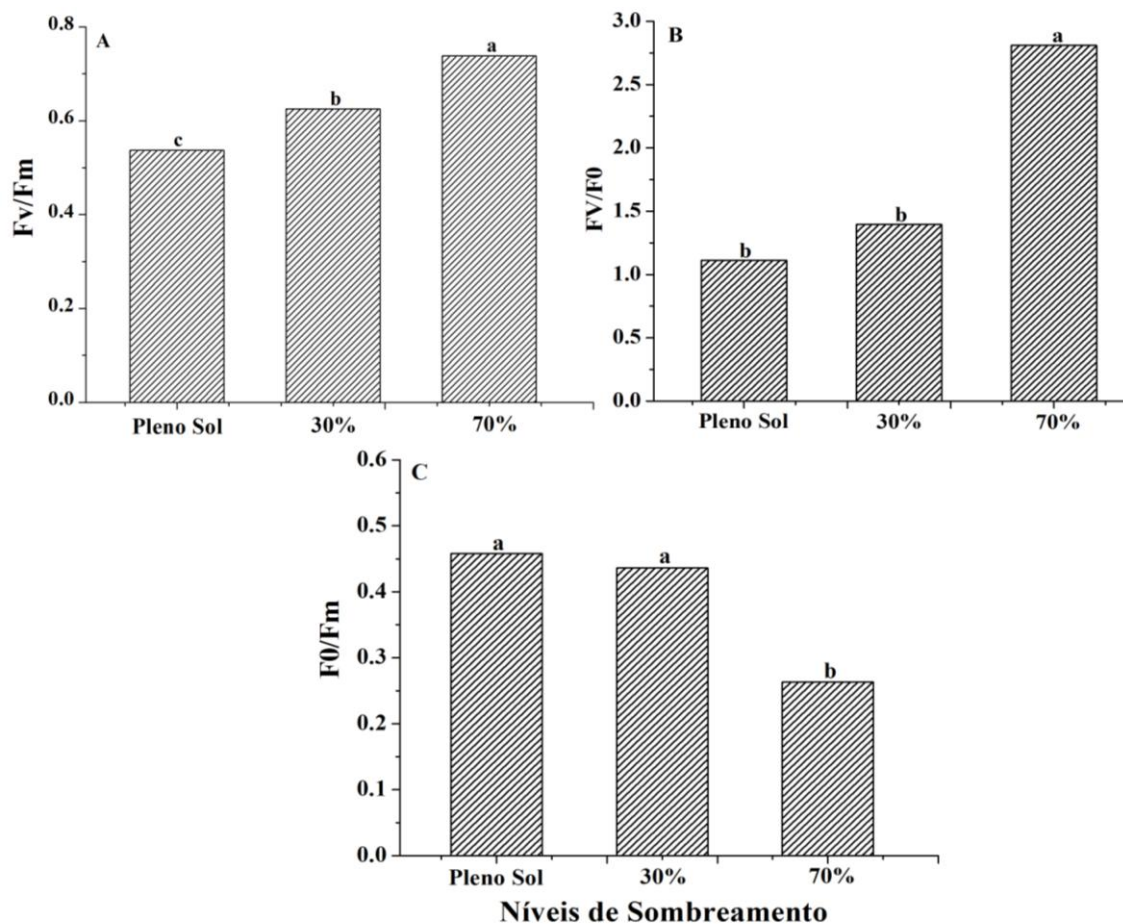 A
Fv/Fm
0.8
0.6
0.4
0.2
0.0
c
b
a
Pleno Sol 30% 70%
B
FV/F0
3.0
2.5
2.0
1.5
1.0
0.5
0.0
b
b
a
Pleno Sol 30% 70%
C
F0/Fm
0.6
0.5
0.4
0.3
0.2
0.1
0.0
a
a
b
Pleno Sol 30% 70%
Níveis de Sombreamento